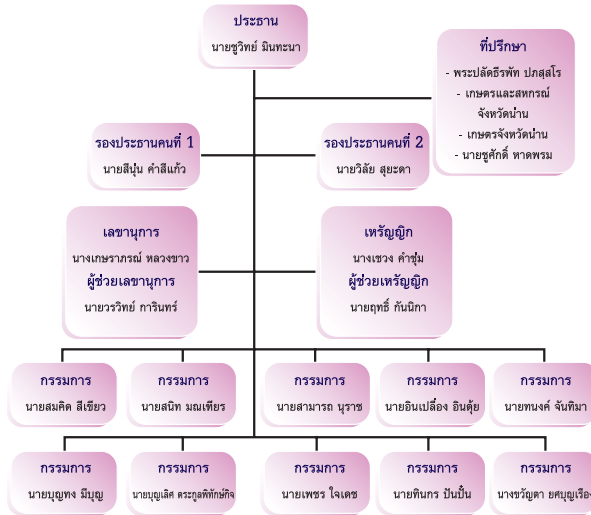 ประธาน
นายชูวิทย์ มินทะนา
ที่ปรึกษา
- พระปลัดธีรพัท ปภสฺสโร
- เกษตรและสหกรณ์
จังหวัดน่าน
- เกษตรจังหวัดน่าน
- นายชูศักดิ์ หาดพรม
รองประธานคนที่ 1
นายสีนุ่น คำสีแก้ว
รองประธานคนที่ 2
นายวิลัย สุยะดา
เลขานุการ
นางเกษราภรณ์ หลวงขาว
ผู้ช่วยเลขานุการ
นายวรวิทย์ การินทร์
เหรัญญิก
นางเชวง คำชุ่ม
ผู้ช่วยเหรัญญิก
นายฤทธิ์ กันนิกา
กรรมการ
นายสมคิด สีเขียว
กรรมการ
นายสนิท มณเฑียร
กรรมการ
นายสามารถ นุราช
กรรมการ
นายอินเปลื่อง อินตุ้ย
กรรมการ
นายทนงค์ จันทิมา
กรรมการ
นายบุญทง มีบุญ
กรรมการ
นายบุญเลิศ ตระกูลพิทักษ์กิจ
กรรมการ
นายเพชร ใจเดช
กรรมการ
นายทินกร ปันปั๋น
กรรมการ
นางขวัญตา ยศบุญเรือง